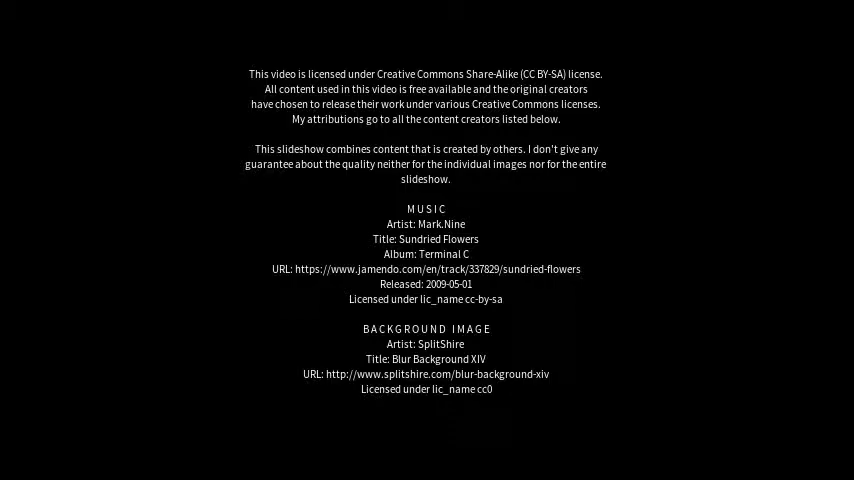 This video is licensed under Creative Commons Share-Alike (CC BY-SA) license.
All content used in this video is free available and the original creators
have chosen to release their work under various Creative Commons licenses.
My attributions go to all the content creators listed below.
This slideshow combines content that is created by others. I don't give any
guarantee about the quality neither for the individual images nor for the entire
slideshow.
MUSIC
Artist: Mark.Nine
Title: Sundried Flowers
Album: Terminal C
URL: https://www.jamendo.com/en/track/337829/sundried-flowers
Released: 2009-05-01
Licensed under lic_name cc-by-sa
BACKGROUND IMAGE
Artist: SplitShire
Title: Blur Background XIV
URL: http://www.splitshire.com/blur-background-xiv
Licensed under lic_name cc0